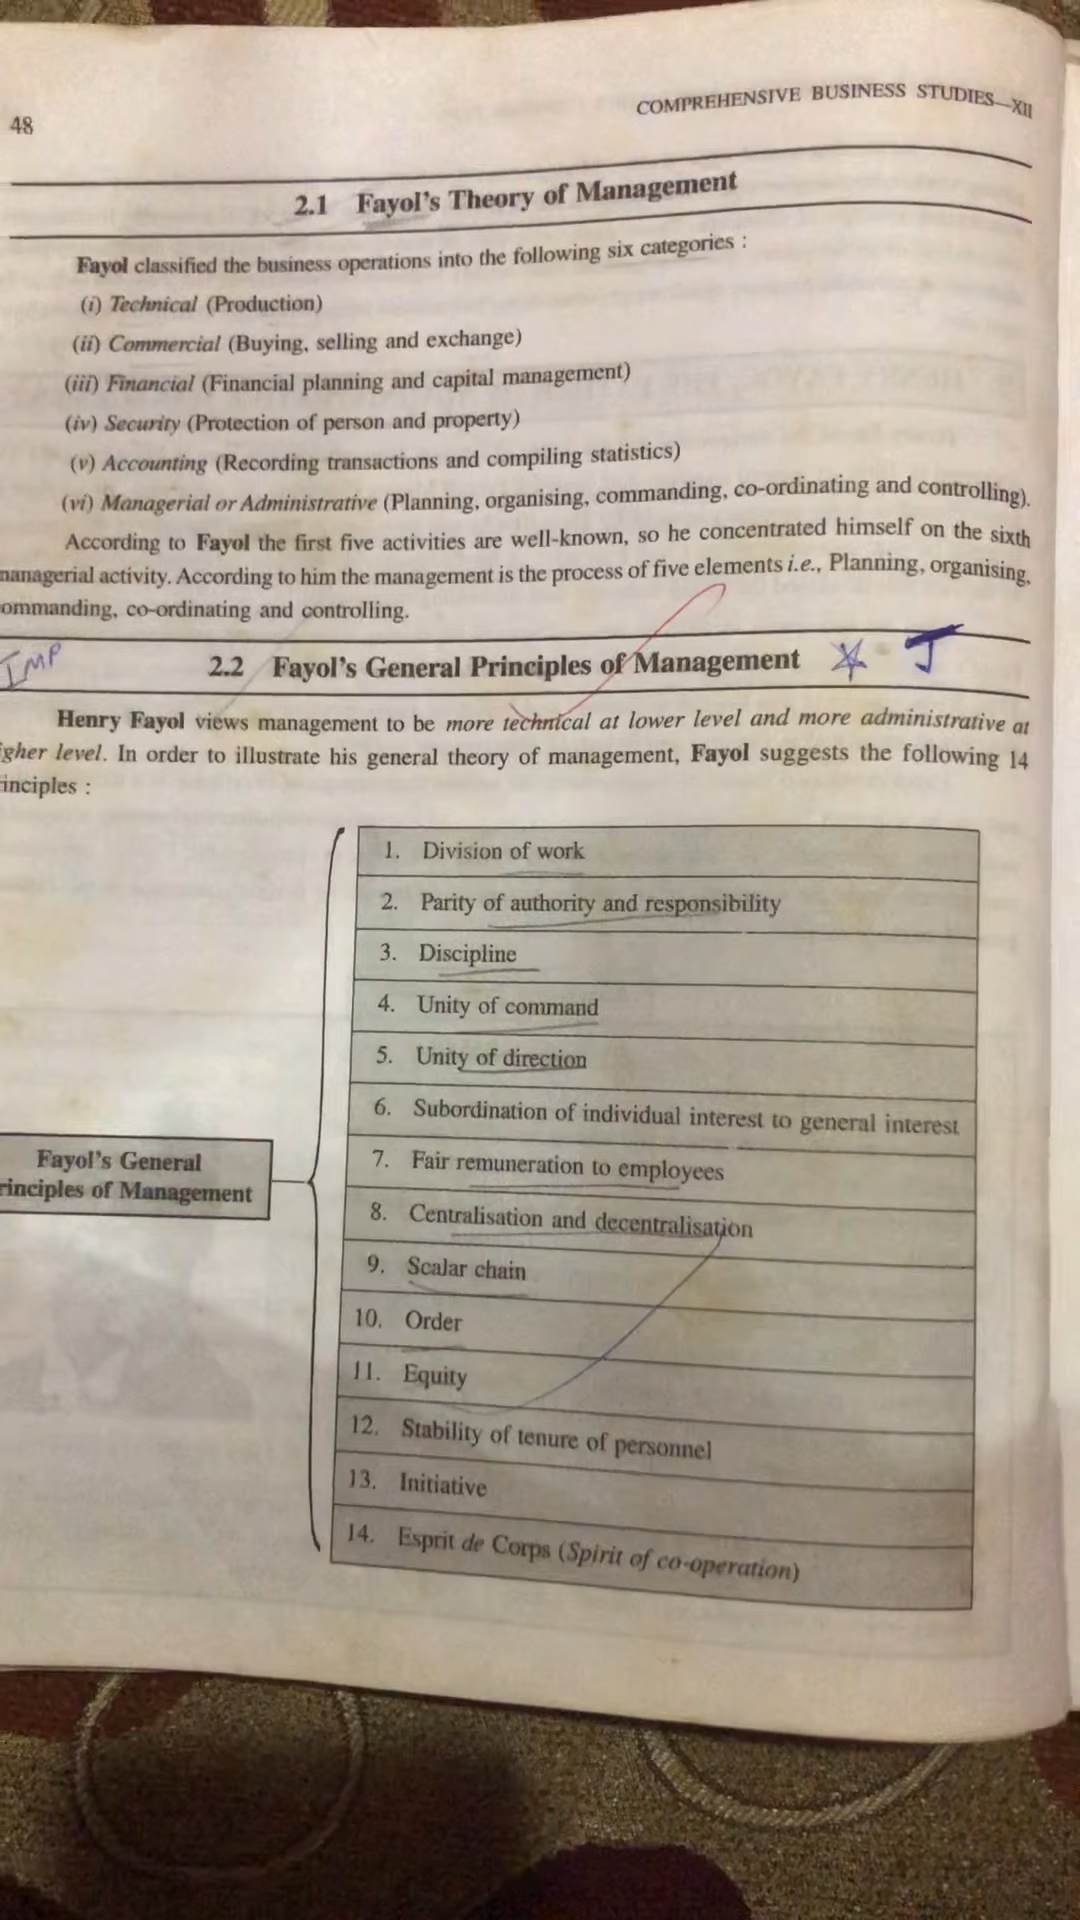 48
COMPREHENSIVE BUSINESS STUDIES—XII
2.1 Fayol's Theory of Management
Fayol classified the business operations into the following six categories :
(i) Technical (Production)
(ii) Commercial (Buying, selling and exchange)
(iii) Financial (Financial planning and capital management)
(iv) Security (Protection of person and property)
(v) Accounting (Recording transactions and compiling statistics)
(vi) Managerial or Administrative (Planning, organising, commanding, co-ordinating and controlling).
According to Fayol the first five activities are well-known, so he concentrated himself on the sixth
managerial activity. According to him the management is the process of five elements i.e., Planning, organising,
ommanding, co-ordinating and controlling.
IMP
2.2 Fayol's General Principles of Management
J
Henry Fayol views management to be more technical at lower level and more administrative at
igher level. In order to illustrate his general theory of management, Fayol suggests the following 14
inciples :
1. Division of work
2. Parity of authority and responsibility
3. Discipline
4. Unity of command
5. Unity of direction
6. Subordination of individual interest to general interest
Fayol's General
rinciples of Management
7. Fair remuneration to employees
8. Centralisation and decentralisation
9. Scalar chain
10. Order
11. Equity
12. Stability of tenure of personnel
13. Initiative
14. Esprit de Corps (Spirit of co-operation)